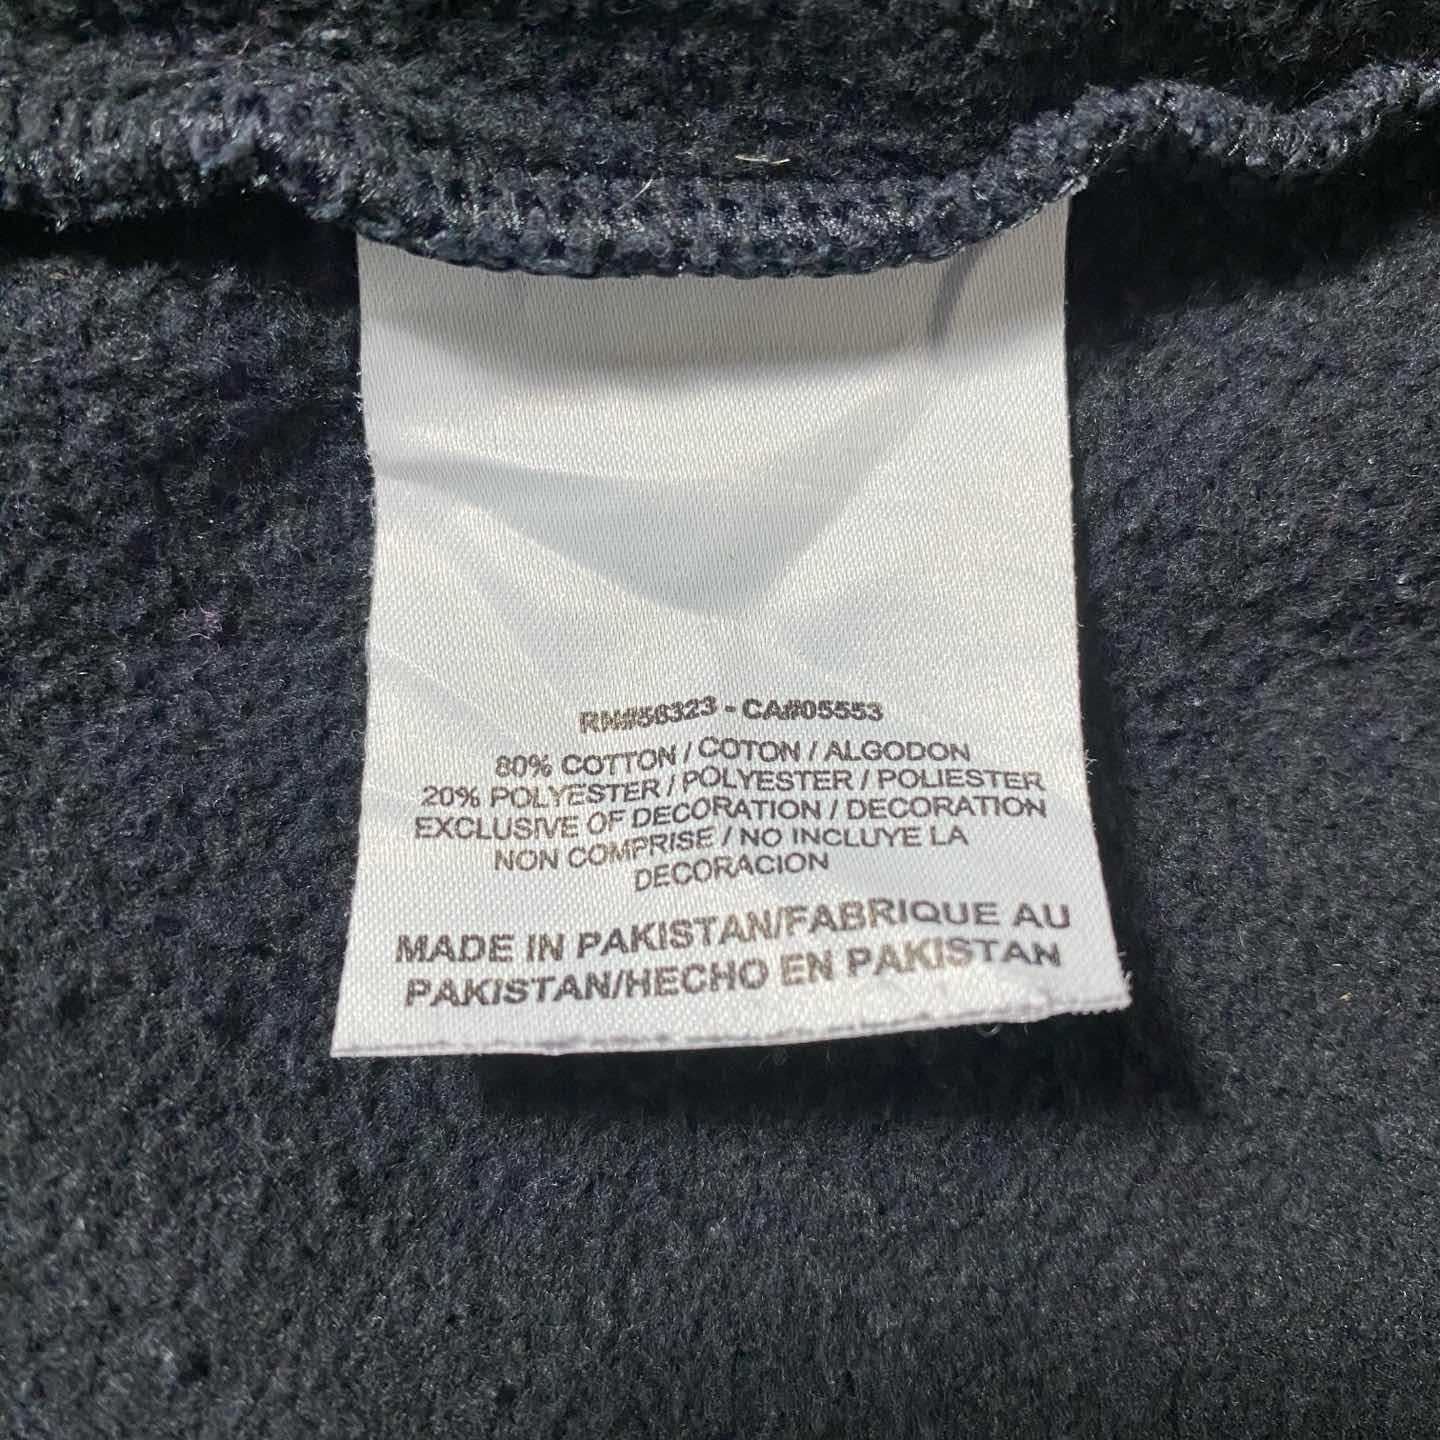 RN#56323 - CA#05553
80% COTTON / COTON / ALGODON
20% POLYESTER / POLYESTER / POLIESTER
EXCLUSIVE OF DECORATION / DECORATION
NON COMPRISE / NO INCLUYE LA
DECORACION
MADE IN PAKISTAN/FABRIQUE AU
PAKISTAN/HECHO EN PAKISTAN